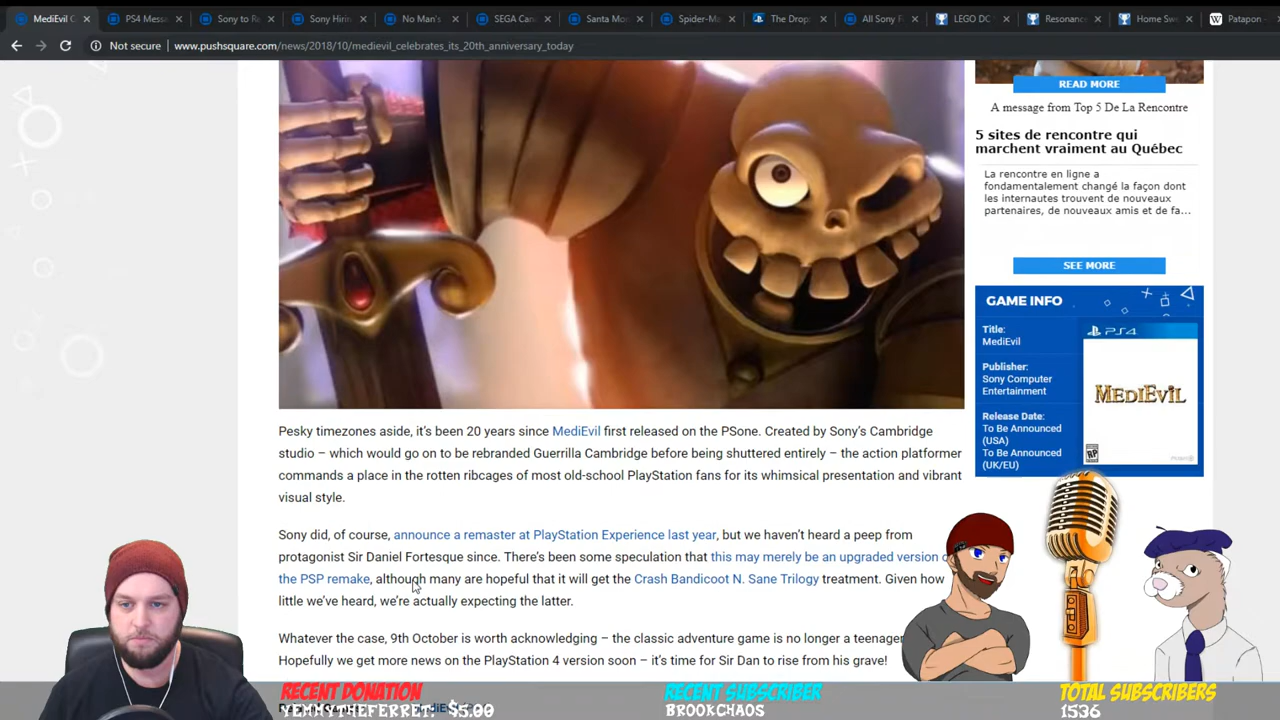 MediEvil C
PS4 Messa
Sony to Re
Sony Hirin
No Man's
SEGA Car
Santa Mo
Spider-Ma
The Drop
All Sony F
LEGO DC
Resonance
Home Swe
Patapon -
Not secure | www.pushsquare.com/news/2018/10/medievil_celebrates_its_20th_anniversary_today
READ MORE
A message from Top 5 De La Rencontre
5 sites de rencontre qui
marchent vraiment au Québec
La rencontre en ligne a
fondamentalement changé la façon dont
les internautes trouvent de nouveaux
partenaires, de nouveaux amis et de fa...
SEE MORE
GAME INFO
Title:
MediEvil
Publisher:
Sony Computer
Entertainment
Release Date:
To Be Announced
(USA)
To Be Announced
(UK/EU)
PS4
MEDIEVIL
RP
Pesky timezones aside, it's been 20 years since MediEvil first released on the PSone. Created by Sony's Cambridge
studio – which would go on to be rebranded Guerrilla Cambridge before being shuttered entirely – the action platformer
commands a place in the rotten ribcages of most old-school PlayStation fans for its whimsical presentation and vibrant
visual style.
Sony did, of course, announce a remaster at PlayStation Experience last year, but we haven't heard a peep from
protagonist Sir Daniel Fortesque since. There's been some speculation that this may merely be an upgraded version o
the PSP remake, although many are hopeful that it will get the Crash Bandicoot N. Sane Trilogy treatment. Given how
little we've heard, we're actually expecting the latter.
Whatever the case, 9th October is worth acknowledging – the classic adventure game is no longer a teenager
Hopefully we get more news on the PlayStation 4 version soon – it's time for Sir Dan to rise from his grave!
RECENT DONATION
YEMMYTHEFERRET: $5.00
RECENT SUBSCRIBER
BROOKCHAOS
TOTAL SUBSCRIBERS
1536